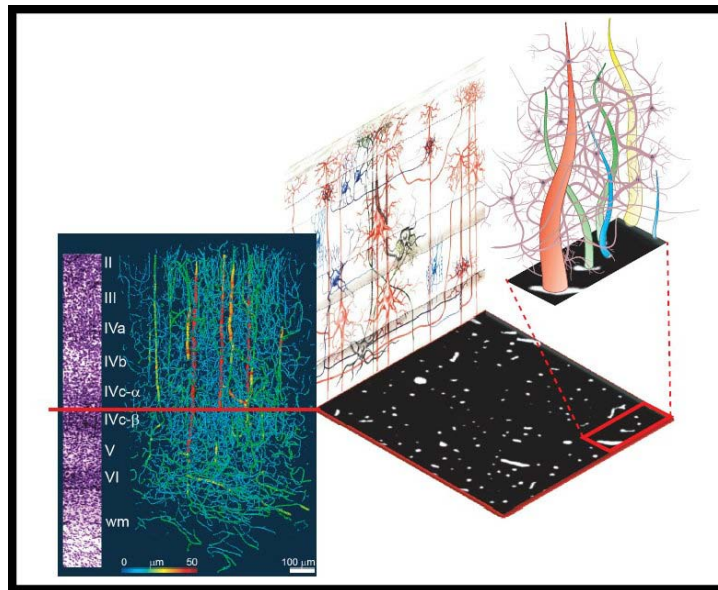 II
III
IVa
IVb
IVc-α
IVc-β
V
VI
wm
0 μm 50
100 μm